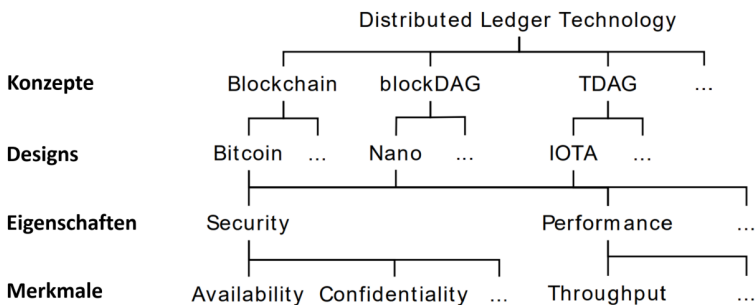 Distributed Ledger Technology
Konzepte Blockchain blockDAG TDAG ...
Designs Bitcoin ... Nano ... IOTA ...
Eigenschaften Security Performance ...
Merkmale Availability Confidentiality ... Throughput ...